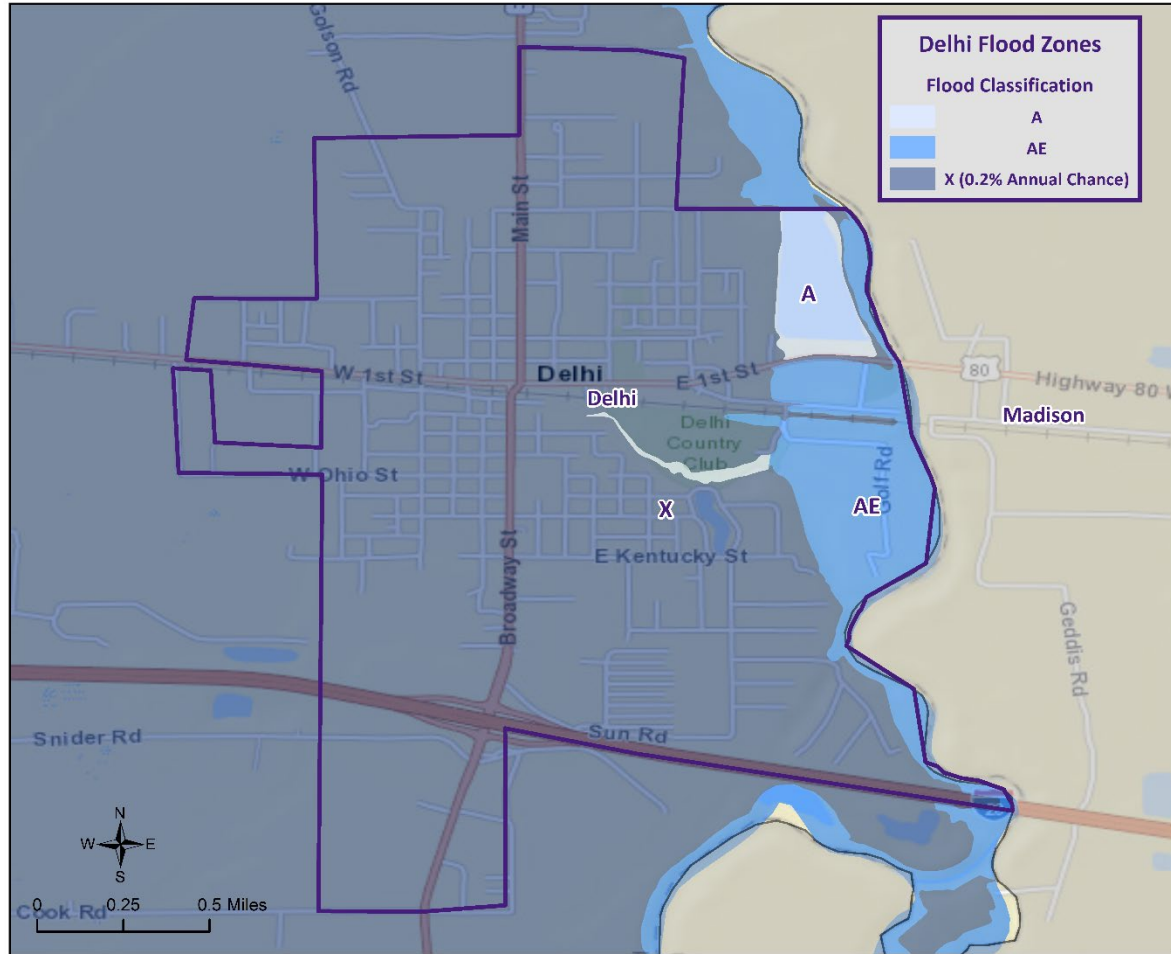 Delhi Flood Zones
Flood Classification
A
AE
X (0.2% Annual Chance)
Golson Rd
Main St
A
W 1st St
Delhi
E 1st St
80
Highway 80 W
Delhi
Madison
Delhi
Country
Club
W Ohio St
X
AE
Golf Rd
E Kentucky St
Broadway St
Geddis Rd
Snider Rd
Sun Rd
N
W
E
S
0 0.25 0.5 Miles
Cook Rd